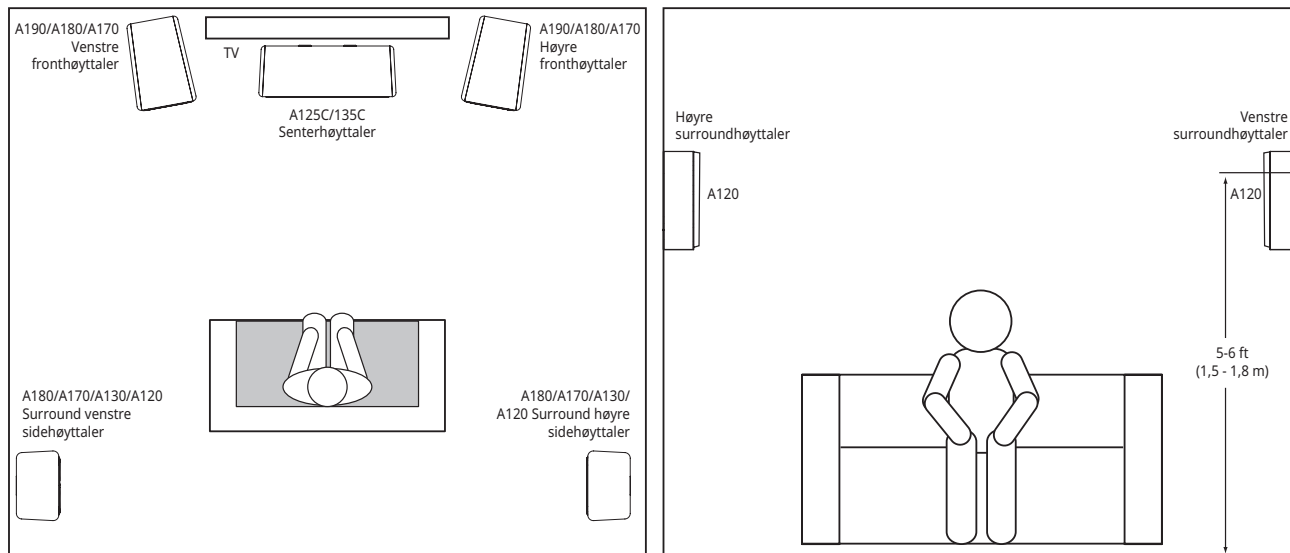 A190/A180/A170
Venstre
fronthøyttaler
TV
A190/A180/A170
Høyre
fronthøyttaler
A125C/135C
Senterhøyttaler
A180/A170/A130/A120
Surround venstre
sidehøyttaler
A180/A170/A130/
A120 Surround høyre
sidehøyttaler
Høyre
surroundhøyttaler
A120
Venstre
surroundhøyttaler
A120
5-6 ft
(1,5 - 1,8 m)